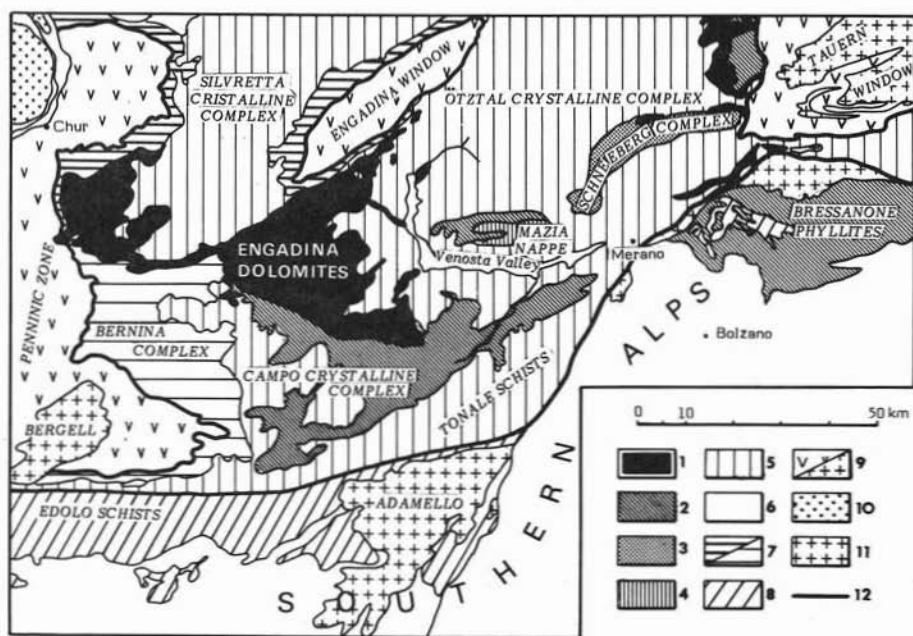 SILVRETTA
CRISTALLINE
COMPLEX
ENGADINA WINDOW
ÖTZTAL CRYSTALLINE COMPLEX
TAUERN
WINDOW
Chur
SCHNEEBERG COMPLEX
BRESSANONE
PHYLLITES
ENGADINA
DOLOMITES
MAZIA
NAPPE
Venosta Valley
Merano
PENNINIC ZONE
BERNINA
COMPLEX
Bolzano
CAMPO CRYSTALLINE
COMPLEX
TONALE SCHISTS
BERGELL
ADAMELLO
EDOLO SCHISTS
SOUTHERN ALPS
0 10 50 km
1 5 9
V V
2 6 10
3 7 11
4 8 12